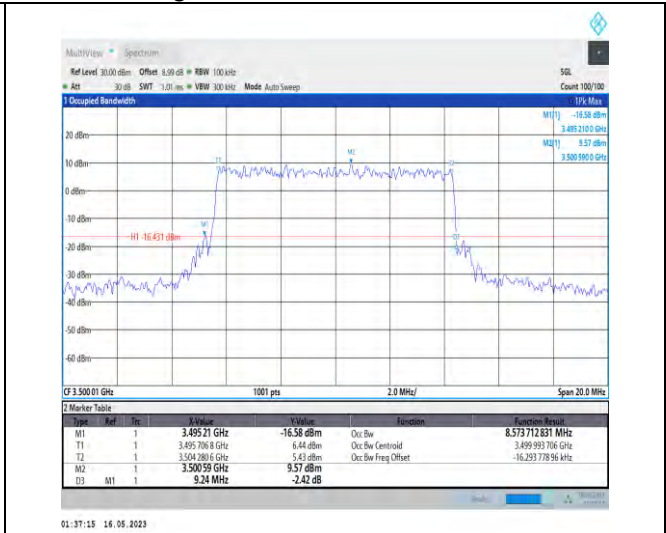 MultiView Spectrum
Ref Level 30.00 dBm Offset 8.99 dB RBW 100 kHz SGL
Att 30 dB SWT 1.01 ms VBW 300 kHz Mode Auto Sweep Count 100/100
1 Occupied Bandwidth 1Pk Max
M1[1] -16.58 dBm
3.495 210 0 GHz
M2[1] 9.57 dBm
3.500 590 0 GHz
20 dBm
M2
10 dBm
T1
0 dBm
-10 dBm
M1
H1 -16.431 dBm
D3
-20 dBm
-30 dBm
-40 dBm
-50 dBm
-60 dBm
CF 3.500 01 GHz 1001 pts 2.0 MHz/ Span 20.0 MHz
2 Marker Table
Type Ref Trc X-Value Y-Value Function Function Result
M1 1 3.495 21 GHz -16.58 dBm Occ Bw 8.573 712 831 MHz
T1 1 3.495 706 8 GHz 6.44 dBm Occ Bw Centroid 3.499 993 706 GHz
T2 1 3.504 280 6 GHz 5.43 dBm Occ Bw Freq Offset -16.293 778 96 kHz
M2 1 3.500 59 GHz 9.57 dBm
D3 M1 1 9.24 MHz -2.42 dB
01:37:15 16.05.2023